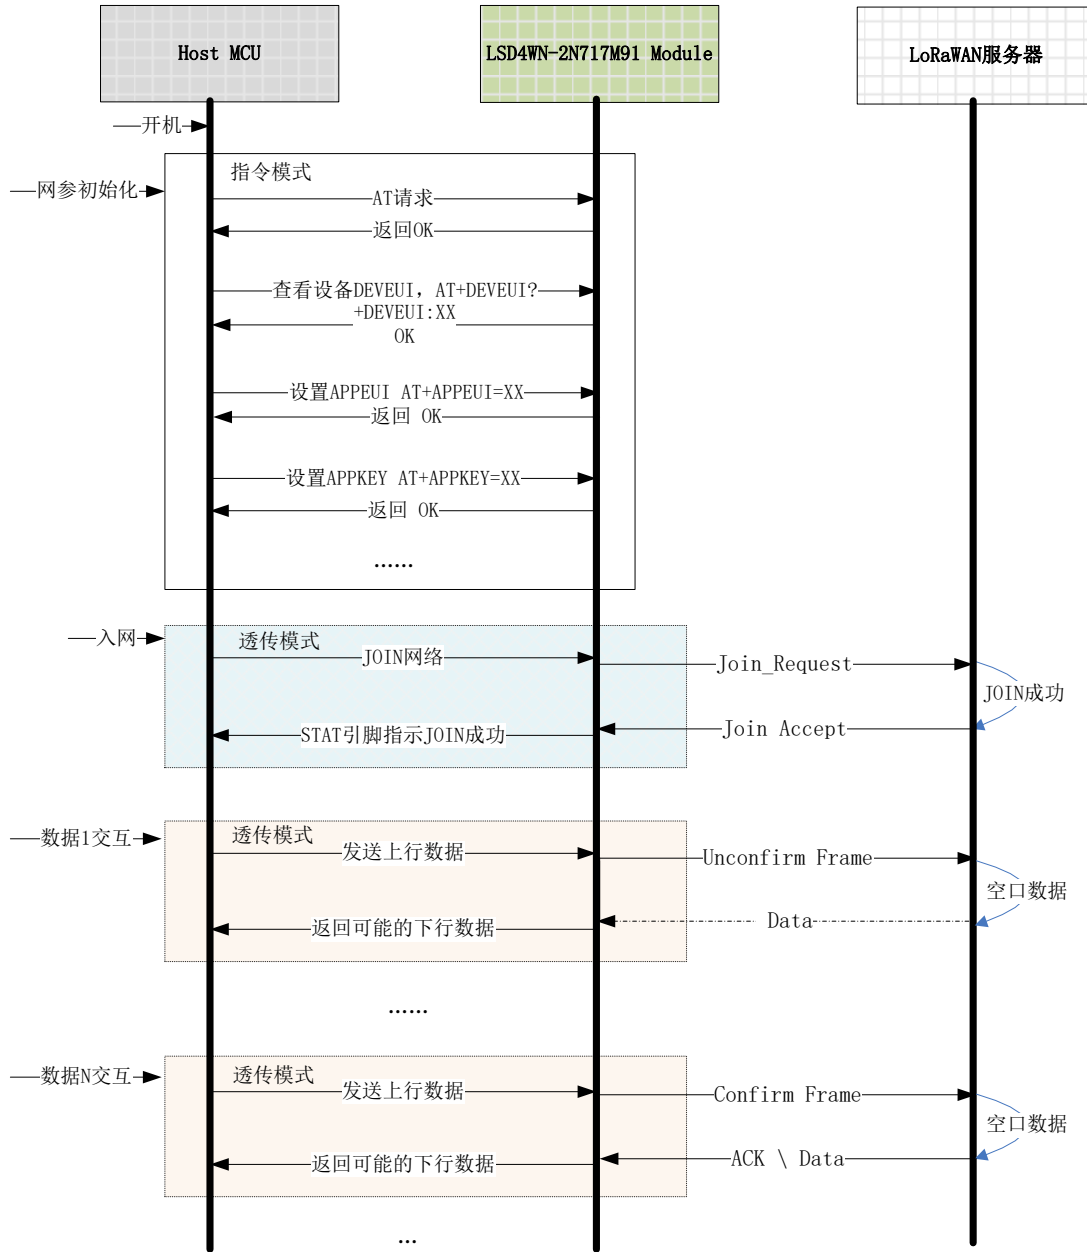 Host MCU
LSD4WN-2N717M91 Module
LoRaWAN服务器
开机
指令模式
网参初始化
AT请求
返回OK
查看设备DEVEUI，AT+DEVEUI?
+DEVEUI:XX
OK
设置APPEUI AT+APPEUI=XX
返回 OK
设置APPKEY AT+APPKEY=XX
返回 OK
……
入网
透传模式
JOIN网络
Join_Request
JOIN成功
Join Accept
STAT引脚指示JOIN成功
数据1交互
透传模式
发送上行数据
Unconfirm Frame
空口数据
Data
返回可能的下行数据
……
数据N交互
透传模式
发送上行数据
Confirm Frame
空口数据
ACK \ Data
返回可能的下行数据
…